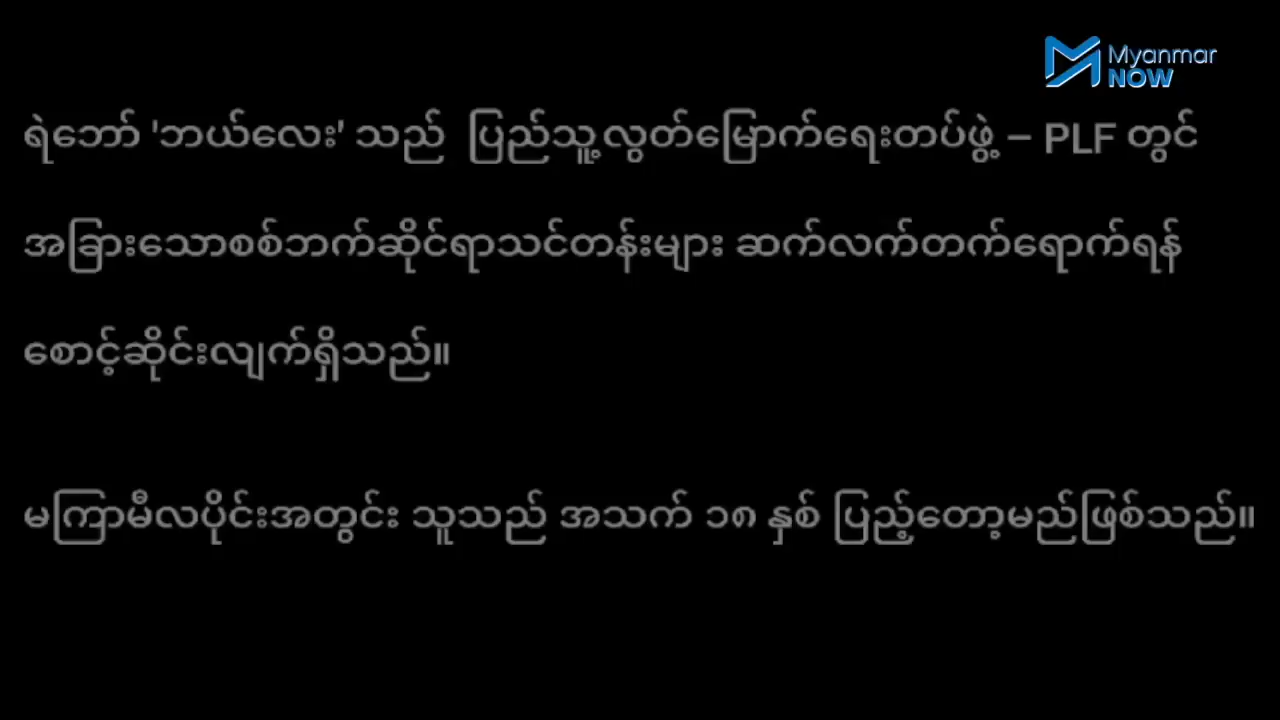 Myanmar
NOW
ရဲဘော် 'ဘယ်လေး' သည် ပြည်သူ့လွတ်မြောက်ရေးတပ်ဖွဲ့ – PLF တွင်
အခြားသောစစ်ဘက်ဆိုင်ရာသင်တန်းများ ဆက်လက်တက်ရောက်ရန်
စောင့်ဆိုင်းလျက်ရှိသည်။
မကြာမီလပိုင်းအတွင်း သူသည် အသက် ၁၈ နှစ် ပြည့်တော့မည်ဖြစ်သည်။